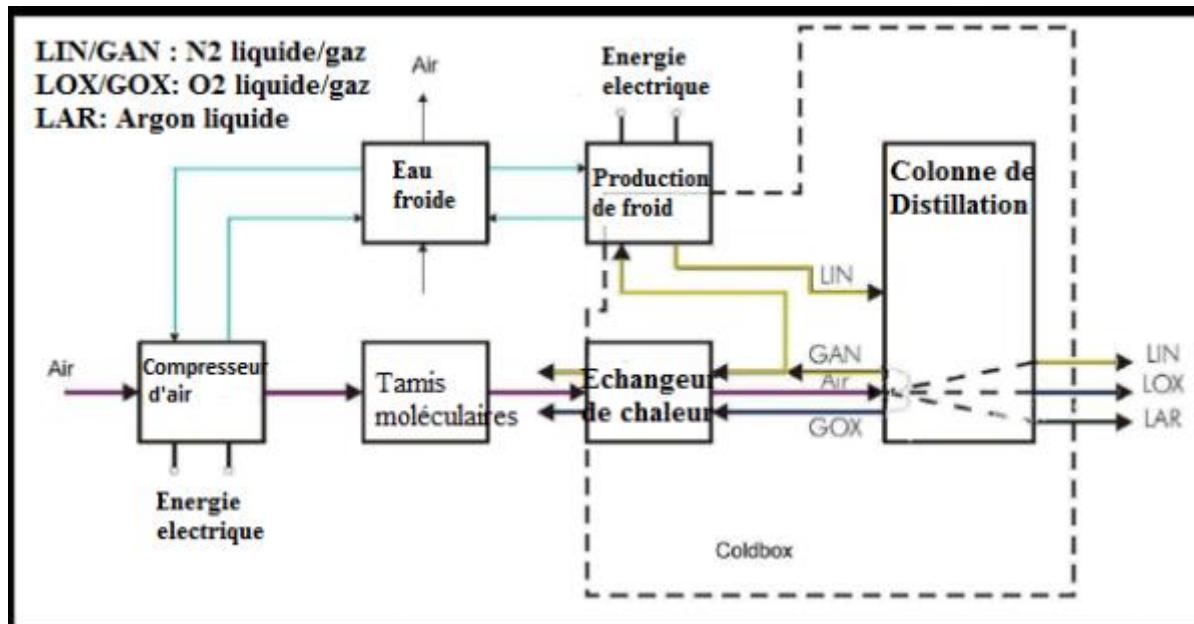 LIN/GAN : N2 liquide/gaz
LOX/GOX: O2 liquide/gaz
LAR: Argon liquide
Air
Energie
electrique
Eau
froide
Production
de froid
Colonne de
Distillation
LIN
Air
Compresseur
d'air
Tamis
moléculaires
Echangeur
de chaleur
GAN
Air
GOX
LIN
LOX
LAR
Energie
electrique
Coldbox